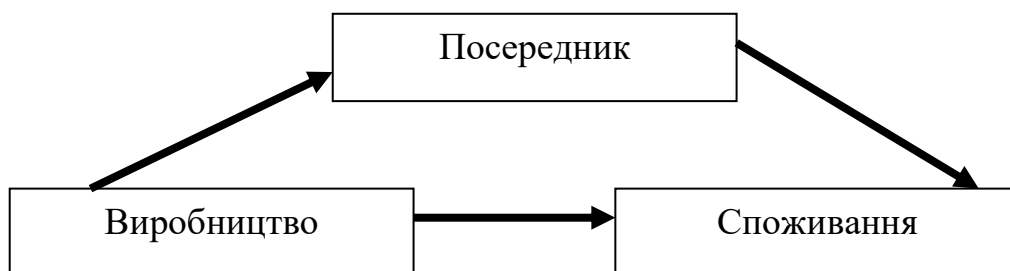 Посередник
Виробництво
Споживання